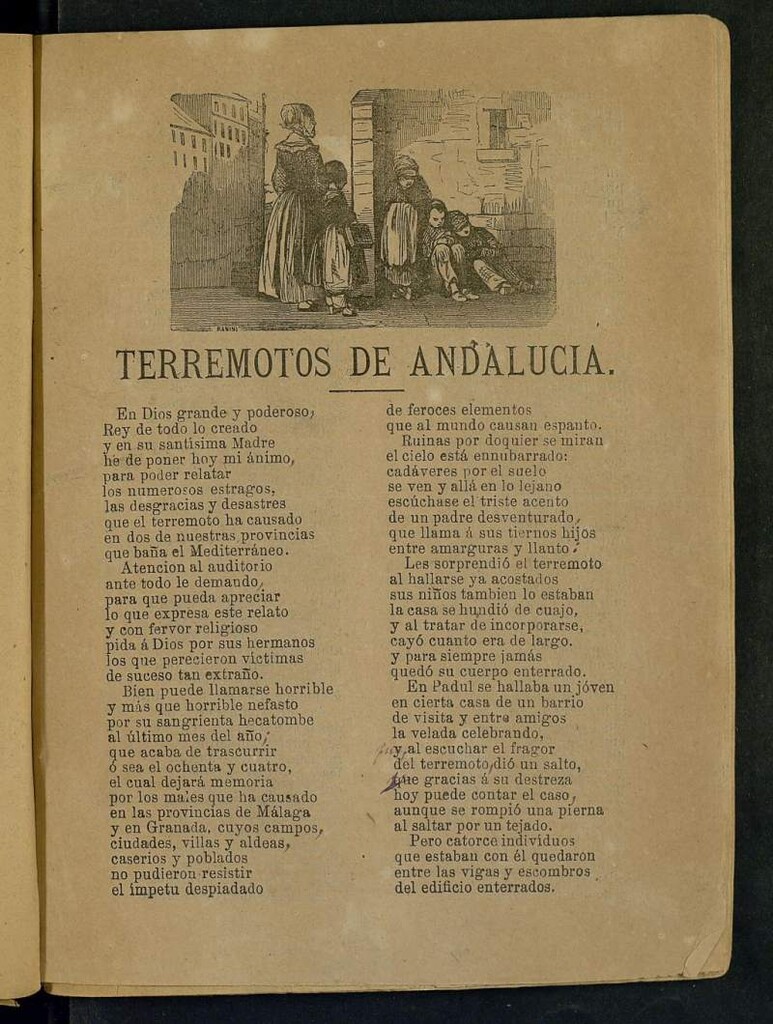 RANINI
TERREMOTOS DE ANDALUCIA.
En Dios grande y poderoso,
Rey de todo lo creado
y en su santísima Madre
he de poner hoy mi ánimo,
para poder relatar
los numerosos estragos,
las desgracias y desastres
que el terremoto ha causado
en dos de nuestras provincias
que baña el Mediterráneo.
Atencion al auditorio
ante todo le demando,
para que pueda apreciar
lo que expresa este relato
y con fervor religioso
pida á Dios por sus hermanos
los que perecieron victimas
de suceso tan extraño.
Bien puede llamarse horrible
y más que horrible nefasto
por su sangrienta hecatombe
al último mes del año,
que acaba de trascurrir
ó sea el ochenta y cuatro,
el cual dejará memoria
por los males que ha causado
en las provincias de Málaga
y en Granada, cuyos campos,
ciudades, villas y aldeas,
caserios y poblados
no pudieron resistir
el ímpetu despiadado
de feroces elementos
que al mundo causan espanto.
Ruinas por doquier se miran
el cielo está ennubarrado:
cadáveres por el suelo
se ven y allá en lo lejano
escúchase el triste acento
de un padre desventurado,
que llama á sus tiernos hijos
entre amarguras y llanto.
Les sorprendió el terremoto
al hallarse ya acostados
sus niños tambien lo estaban
la casa se hundió de cuajo,
y al tratar de incorporarse,
cayó cuanto era de largo.
y para siempre jamás
quedó su cuerpo enterrado.
En Padul se hallaba un jóven
en cierta casa de un barrio
de visita y entre amigos
la velada celebrando,
y al escuchar el fragor
del terremoto, dió un salto,
que gracias á su destreza
hoy puede contar el caso,
aunque se rompió una pierna
al saltar por un tejado.
Pero catorce individuos
que estaban con él quedaron
entre las vigas y escombros
del edificio enterrados.